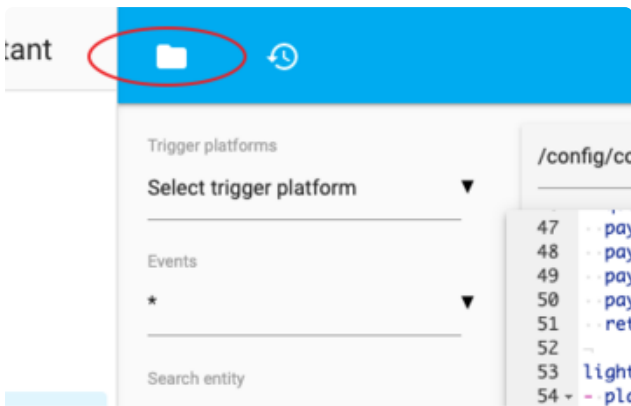 tant
Trigger platforms
Select trigger platform
Events
*
Search entity
/config/co
47 pay
48 pay
49 pay
50 pay
51 ret
52
53 light
54 - pla